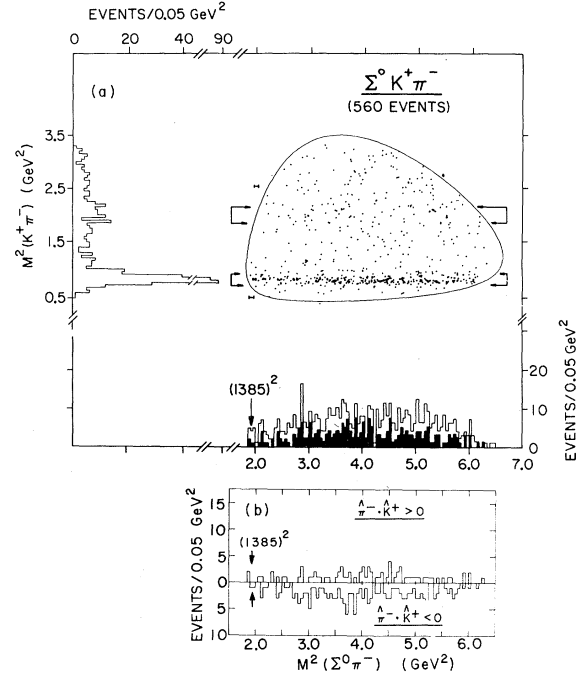 EVENTS/0.05 GeV²
0 20 40 90
(a)
Σ⁰ K⁺ π⁻
(560 EVENTS)
M² (K⁺π⁻) (GeV²)
3.5
2.5
1.5
0.5
(1385)²
EVENTS/0.05 GeV²
20
10
0
2.0 3.0 4.0 5.0 6.0 7.0
(b)
π̂⁻·K̂⁺ > 0
(1385)²
EVENTS/0.05 GeV²
15
10
5
0
5
10
π̂⁻·K̂⁺ < 0
2.0 3.0 4.0 5.0 6.0
M² (Σ⁰π⁻) (GeV²)